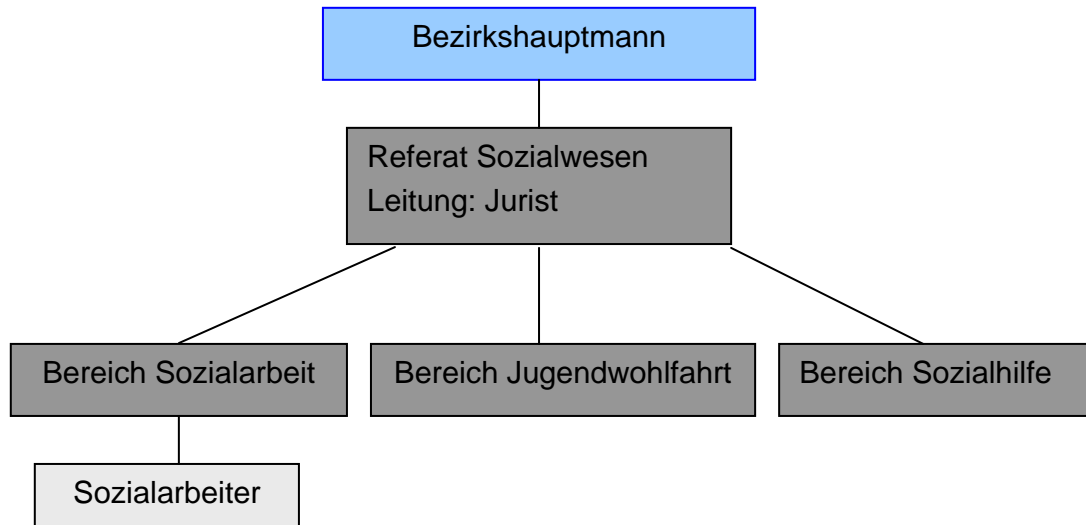 Bezirkshauptmann
Referat Sozialwesen
Leitung: Jurist
Bereich Sozialarbeit
Bereich Jugendwohlfahrt
Bereich Sozialhilfe
Sozialarbeiter